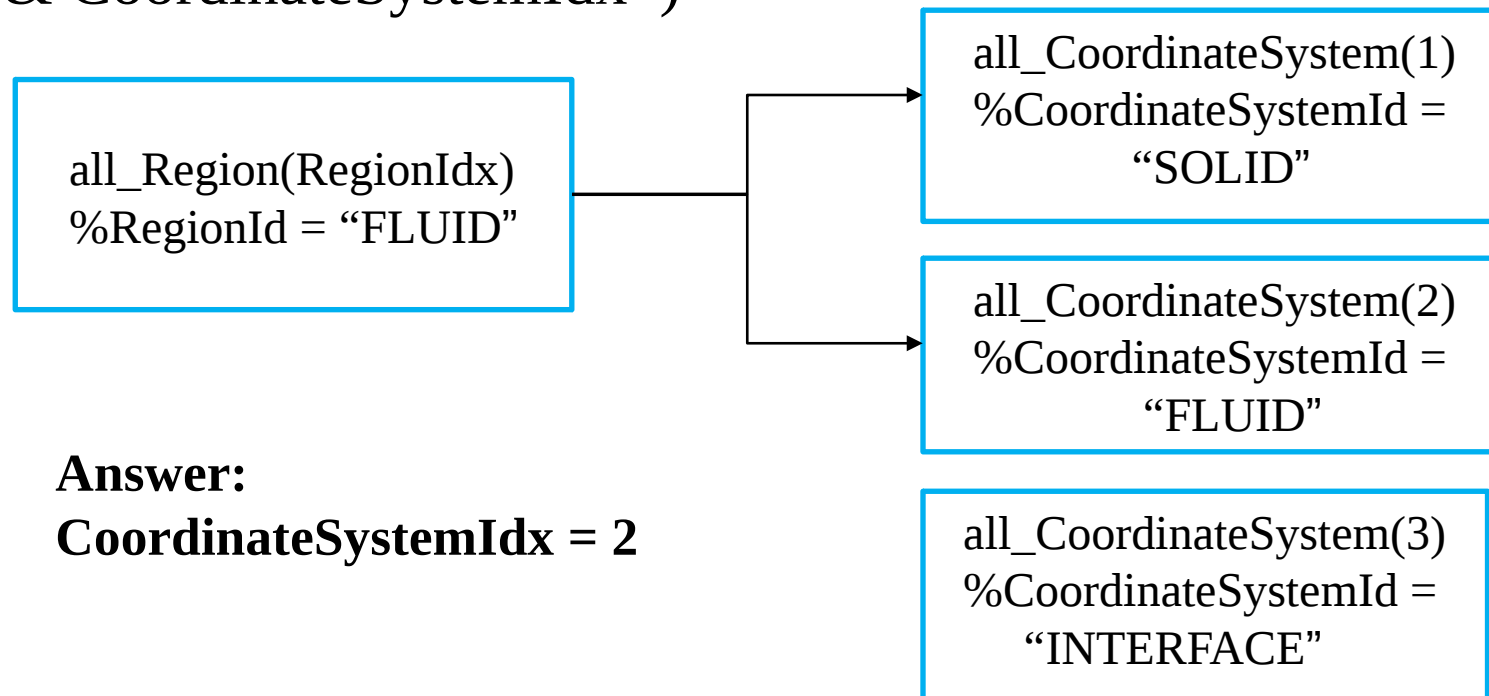 & CoordinateSystemIdx )
all_Region(RegionIdx)
%RegionId = “FLUID”
all_CoordinateSystem(1)
%CoordinateSystemId =
“SOLID”
all_CoordinateSystem(2)
%CoordinateSystemId =
“FLUID”
Answer:
CoordinateSystemIdx = 2
all_CoordinateSystem(3)
%CoordinateSystemId =
“INTERFACE”